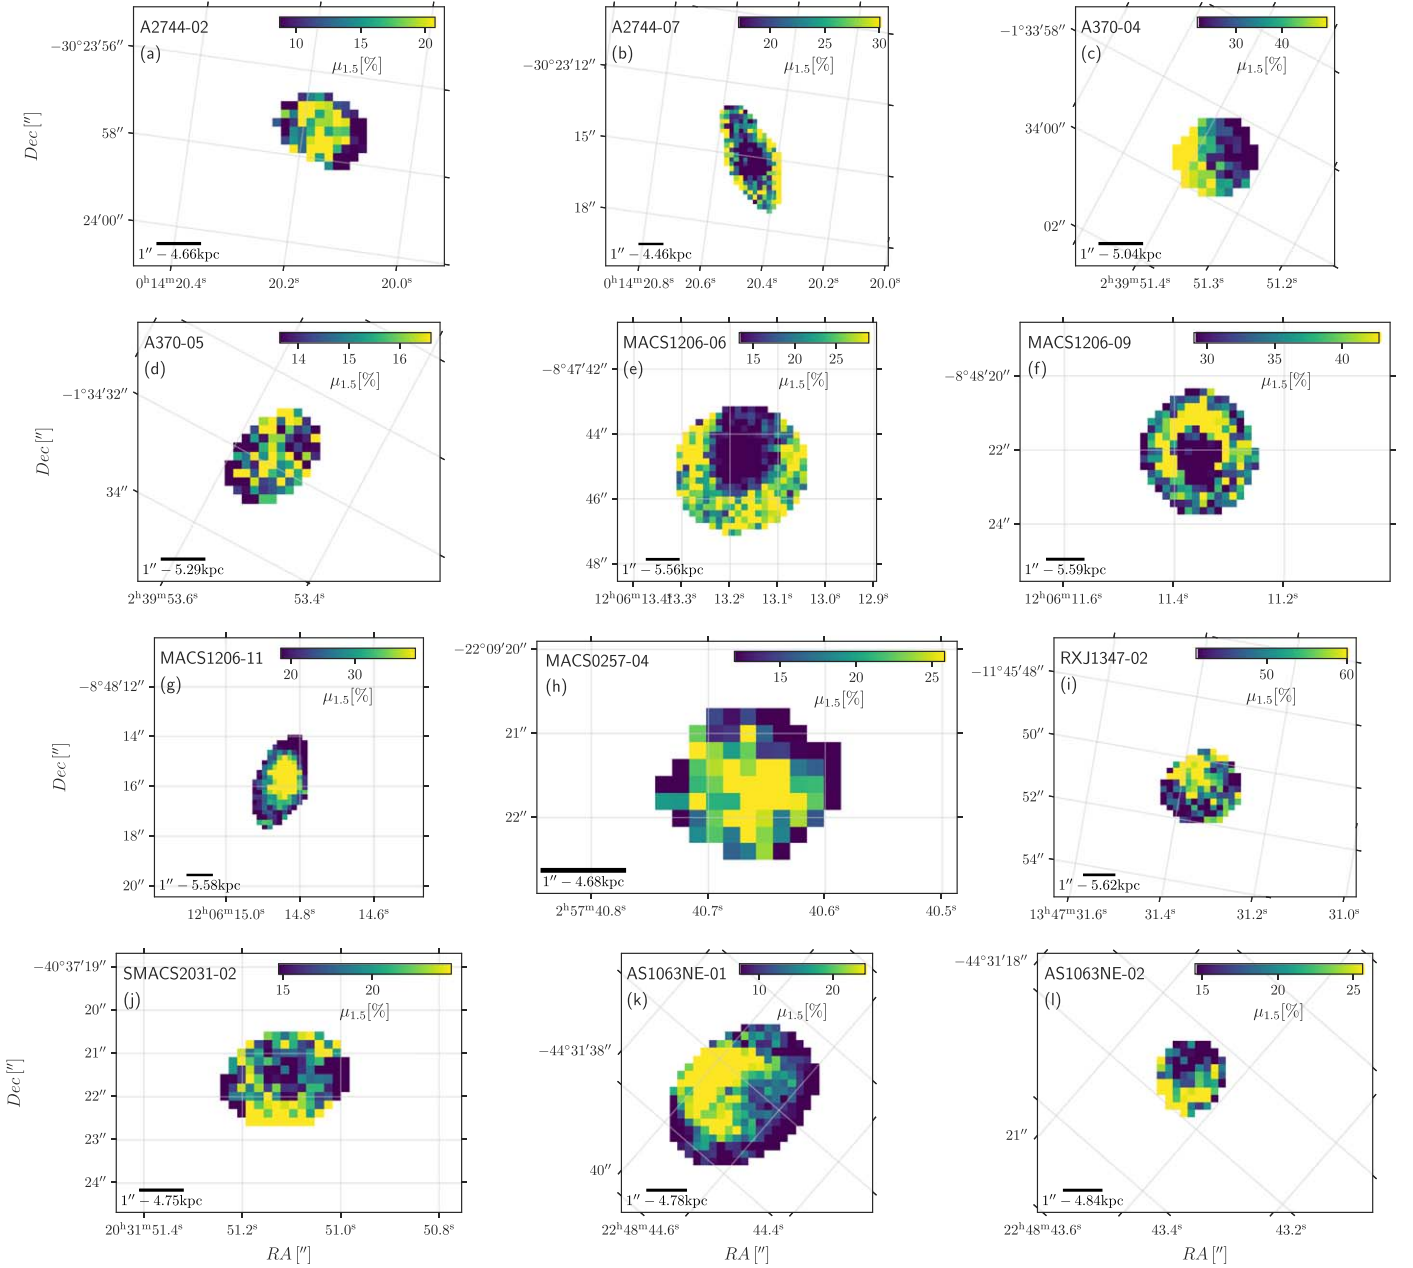 A2744-02
(a)
10 15 20
μ1.5[%]
−30°23′56″
58″
24′00″
Dec[″]
1″ − 4.66kpc
0h14m20.4s 20.2s 20.0s
A2744-07
(b)
20 25 30
μ1.5[%]
−30°23′12″
15″
18″
1″ − 4.46kpc
0h14m20.8s 20.6s 20.4s 20.2s 20.0s
A370-04
(c)
30 40
μ1.5[%]
−1°33′58″
34′00″
02″
1″ − 5.04kpc
2h39m51.4s 51.3s 51.2s
A370-05
(d)
14 15 16
μ1.5[%]
−1°34′32″
34″
Dec[″]
1″ − 5.29kpc
2h39m53.6s 53.4s
MACS1206-06
(e)
15 20 25
μ1.5[%]
−8°47′42″
44″
46″
48″
1″ − 5.56kpc
12h06m13.4s 13.3s 13.2s 13.1s 13.0s 12.9s
MACS1206-09
(f)
30 35 40
μ1.5[%]
−8°48′20″
22″
24″
1″ − 5.59kpc
12h06m11.6s 11.4s 11.2s
MACS1206-11
(g)
20 30
μ1.5[%]
−8°48′12″
14″
16″
18″
20″
Dec[″]
1″ − 5.58kpc
12h06m15.0s 14.8s 14.6s
MACS0257-04
(h)
15 20 25
μ1.5[%]
−22°09′20″
21″
22″
1″ − 4.68kpc
2h57m40.8s 40.7s 40.6s 40.5s
RXJ1347-02
(i)
50 60
μ1.5[%]
−11°45′48″
50″
52″
54″
1″ − 5.62kpc
13h47m31.6s 31.4s 31.2s 31.0s
SMACS2031-02
(j)
15 20
μ1.5[%]
−40°37′19″
20″
21″
22″
23″
24″
Dec[″]
1″ − 4.75kpc
20h31m51.4s 51.2s 51.0s 50.8s
RA[″]
AS1063NE-01
(k)
10 20
μ1.5[%]
−44°31′38″
40″
1″ − 4.78kpc
22h48m44.6s 44.4s
RA[″]
AS1063NE-02
(l)
15 20 25
μ1.5[%]
−44°31′18″
21″
1″ − 4.84kpc
22h48m43.6s 43.4s 43.2s
RA[″]